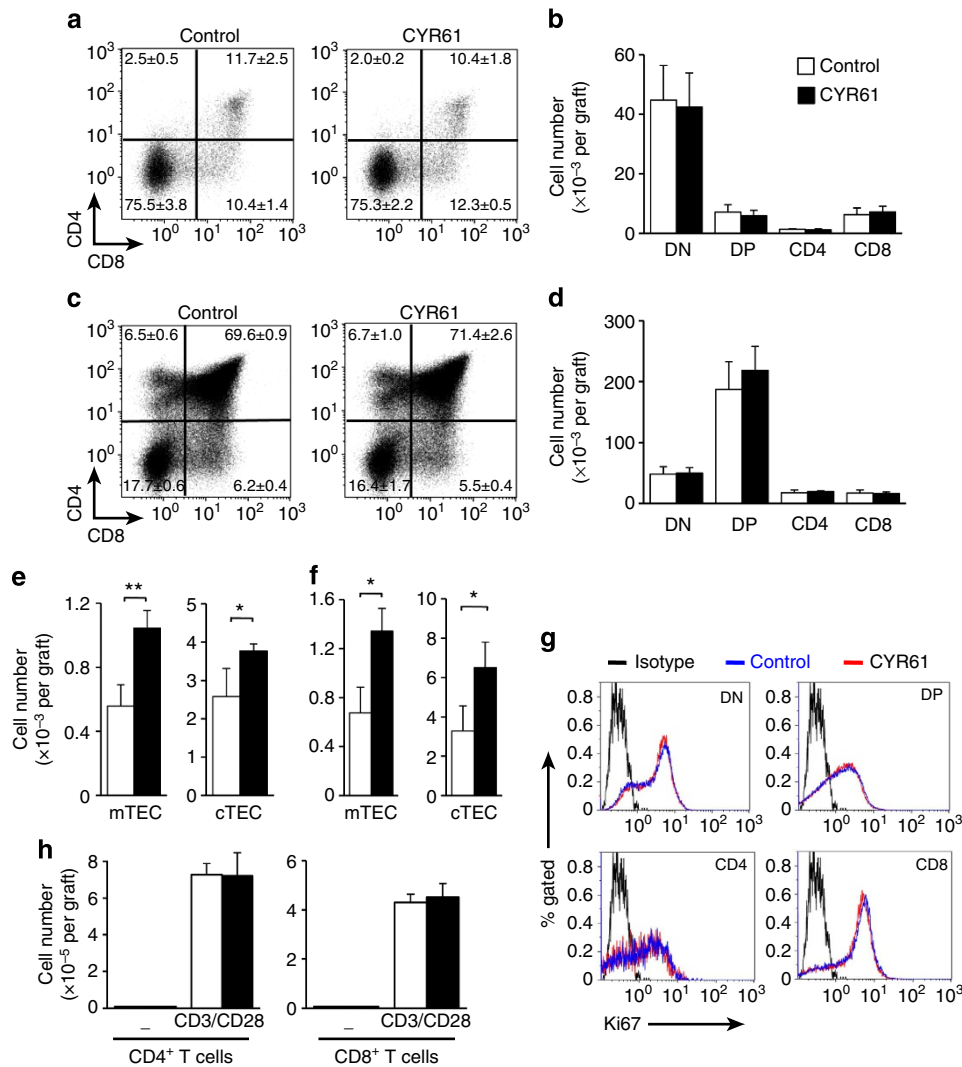 a
Control
CYR61
10³
10²
10¹
10⁰
2.5±0.5
11.7±2.5
75.5±3.8
10.4±1.4
2.0±0.2
10.4±1.8
75.3±2.2
12.3±0.5
10⁰ 10¹ 10² 10³
10⁰ 10¹ 10² 10³
CD4
CD8
b
Cell number
(×10⁻³ per graft)
60
40
20
0
Control
CYR61
DN DP CD4 CD8
c
Control
CYR61
10³
10²
10¹
10⁰
6.5±0.6
69.6±0.9
17.7±0.6
6.2±0.4
6.7±1.0
71.4±2.6
16.4±1.7
5.5±0.4
10⁰ 10¹ 10² 10³
10⁰ 10¹ 10² 10³
CD4
CD8
d
Cell number
(×10⁻³ per graft)
300
200
100
0
DN DP CD4 CD8
e
Cell number
(×10⁻³ per graft)
1.2
0.8
0.4
0
**
mTEC
5
4
3
2
1
0
*
cTEC
f
1.6
1.2
0.8
0.4
0
*
mTEC
10
8
6
4
2
0
*
cTEC
g
Isotype Control CYR61
DN
0.8
0.6
0.4
0.2
0
10⁰ 10¹ 10² 10³
DP
0.8
0.6
0.4
0.2
0
10⁰ 10¹ 10² 10³
CD4
0.8
0.6
0.4
0.2
0
10⁰ 10¹ 10² 10³
CD8
0.8
0.6
0.4
0.2
0
10⁰ 10¹ 10² 10³
% gated
Ki67
h
Cell number
(×10⁻⁵ per graft)
8
6
4
2
0
– CD3/CD28
CD4⁺ T cells
6
4
2
0
– CD3/CD28
CD8⁺ T cells